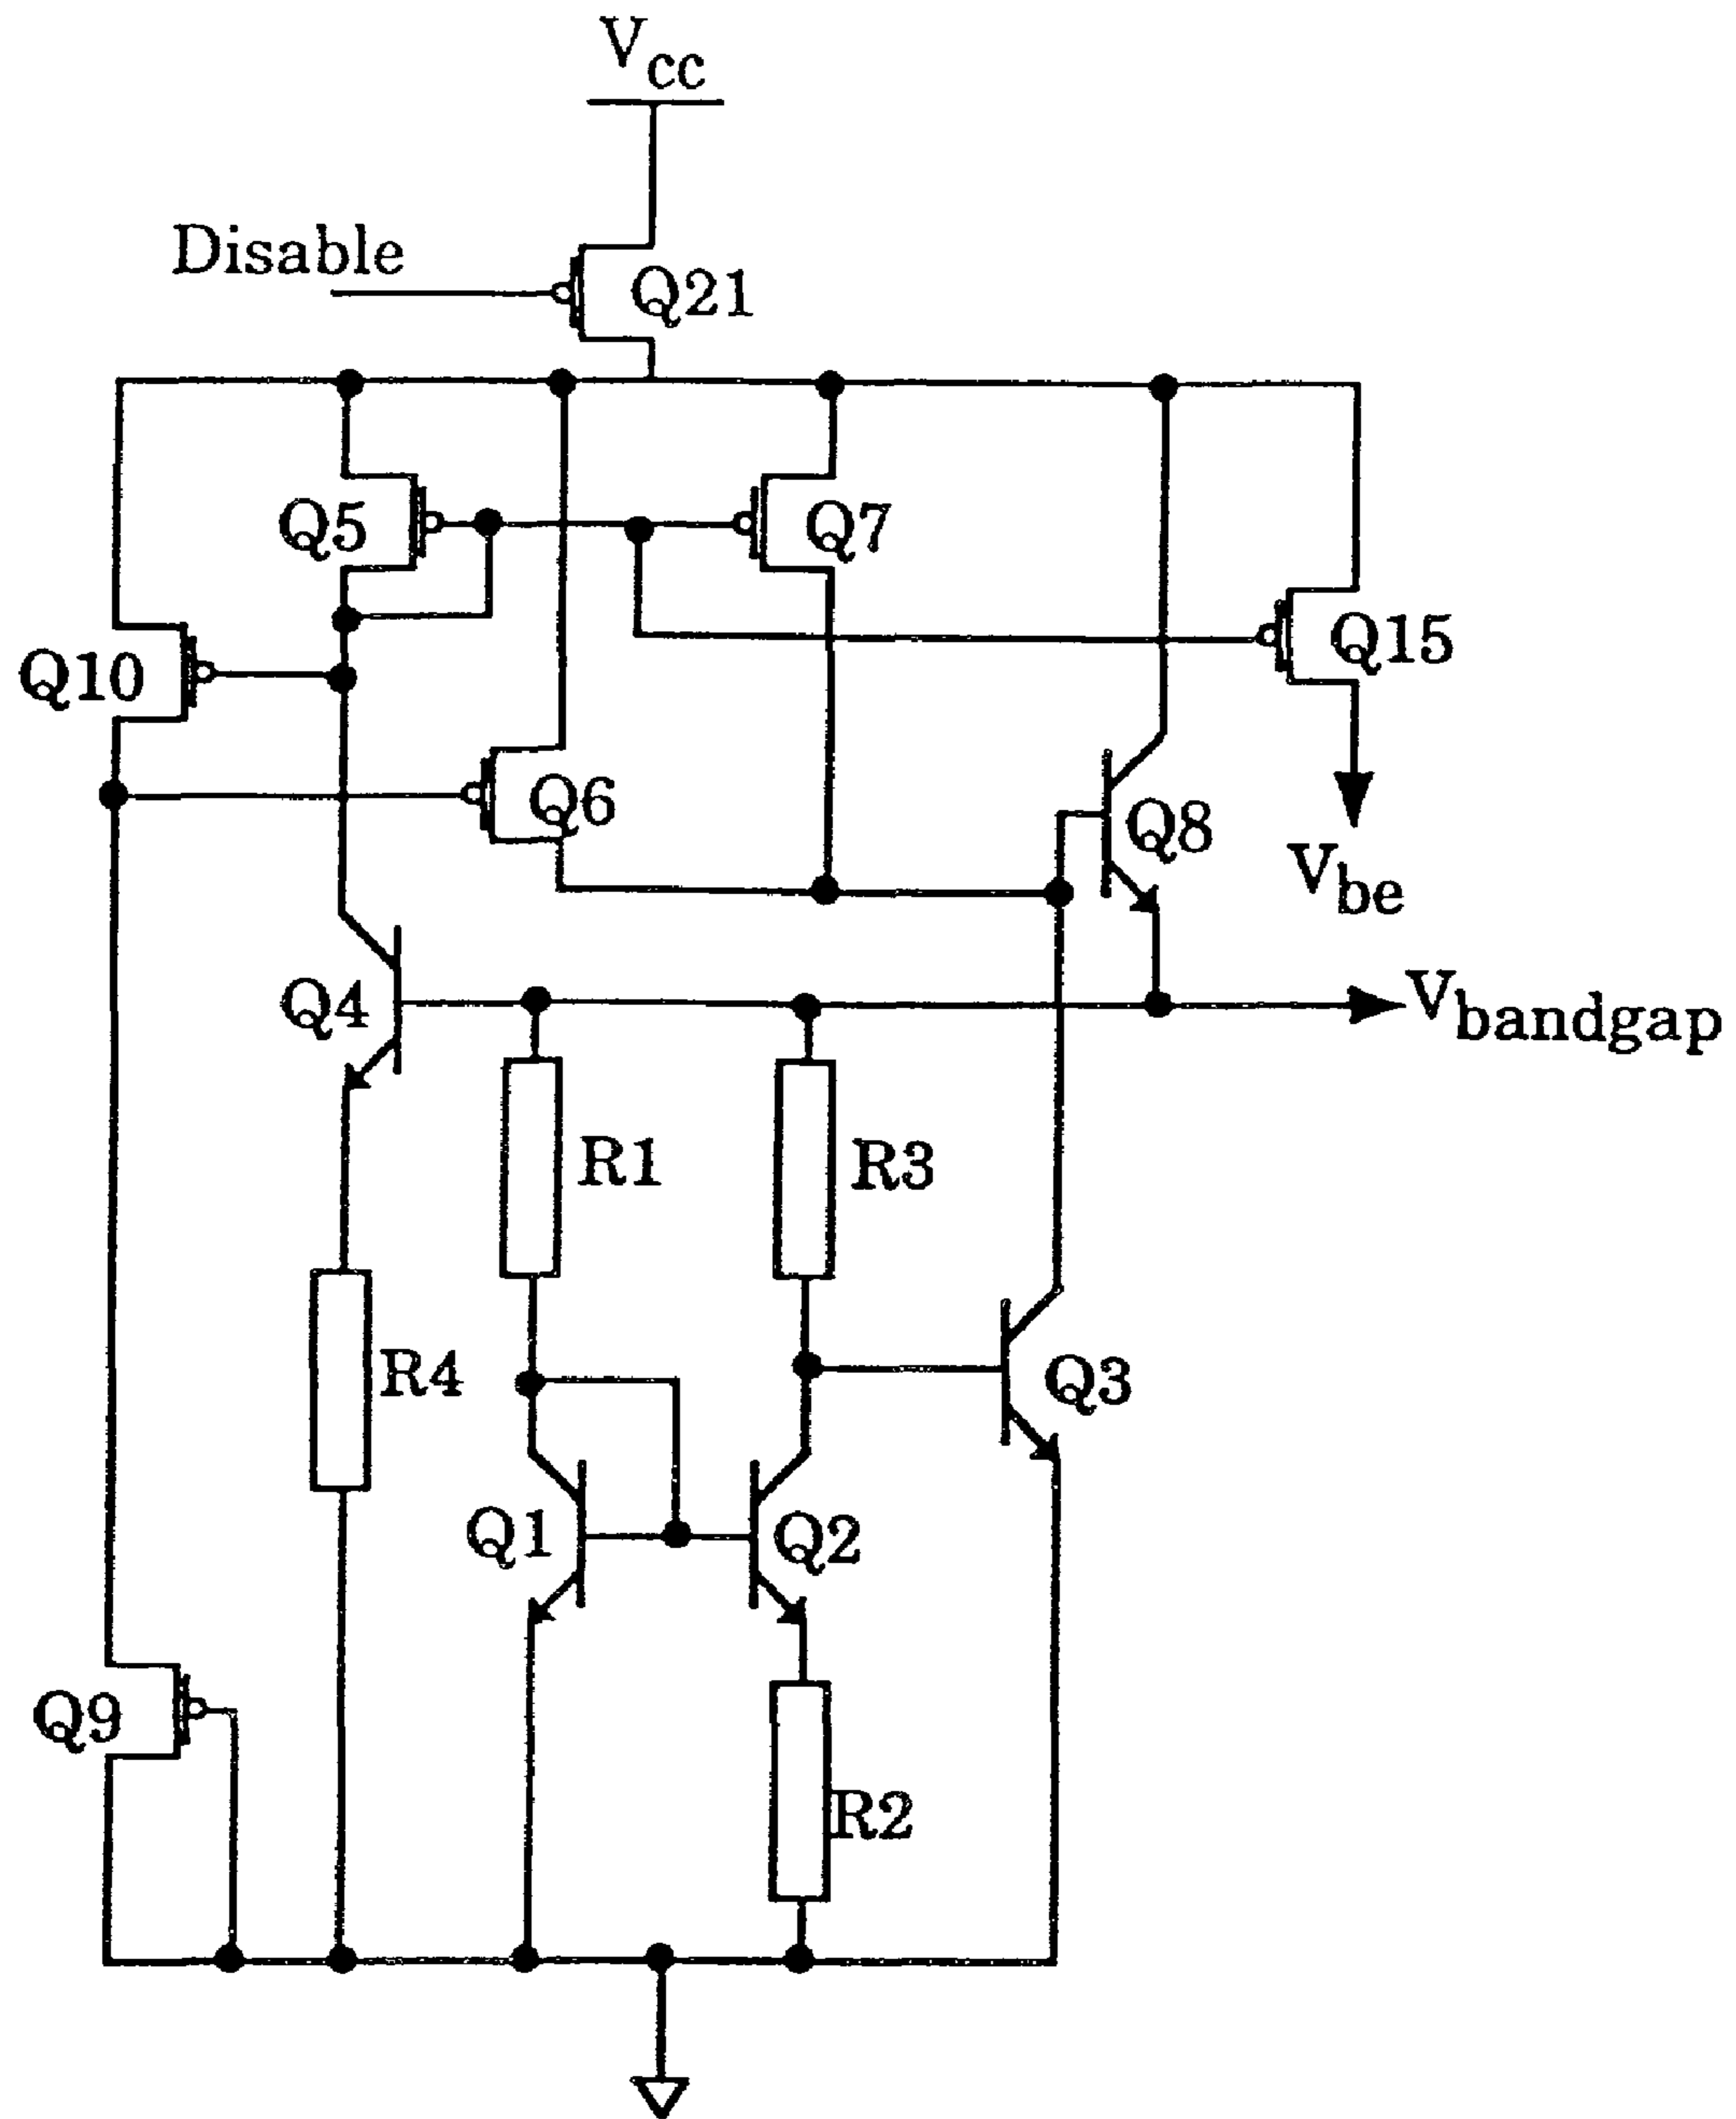 Vcc
Disable
Q21
Q5
Q7
Q10
Q15
Q6
Q8
Vbe
Q4
Vbandgap
R1
R3
R4
Q3
Q1
Q2
Q9
R2